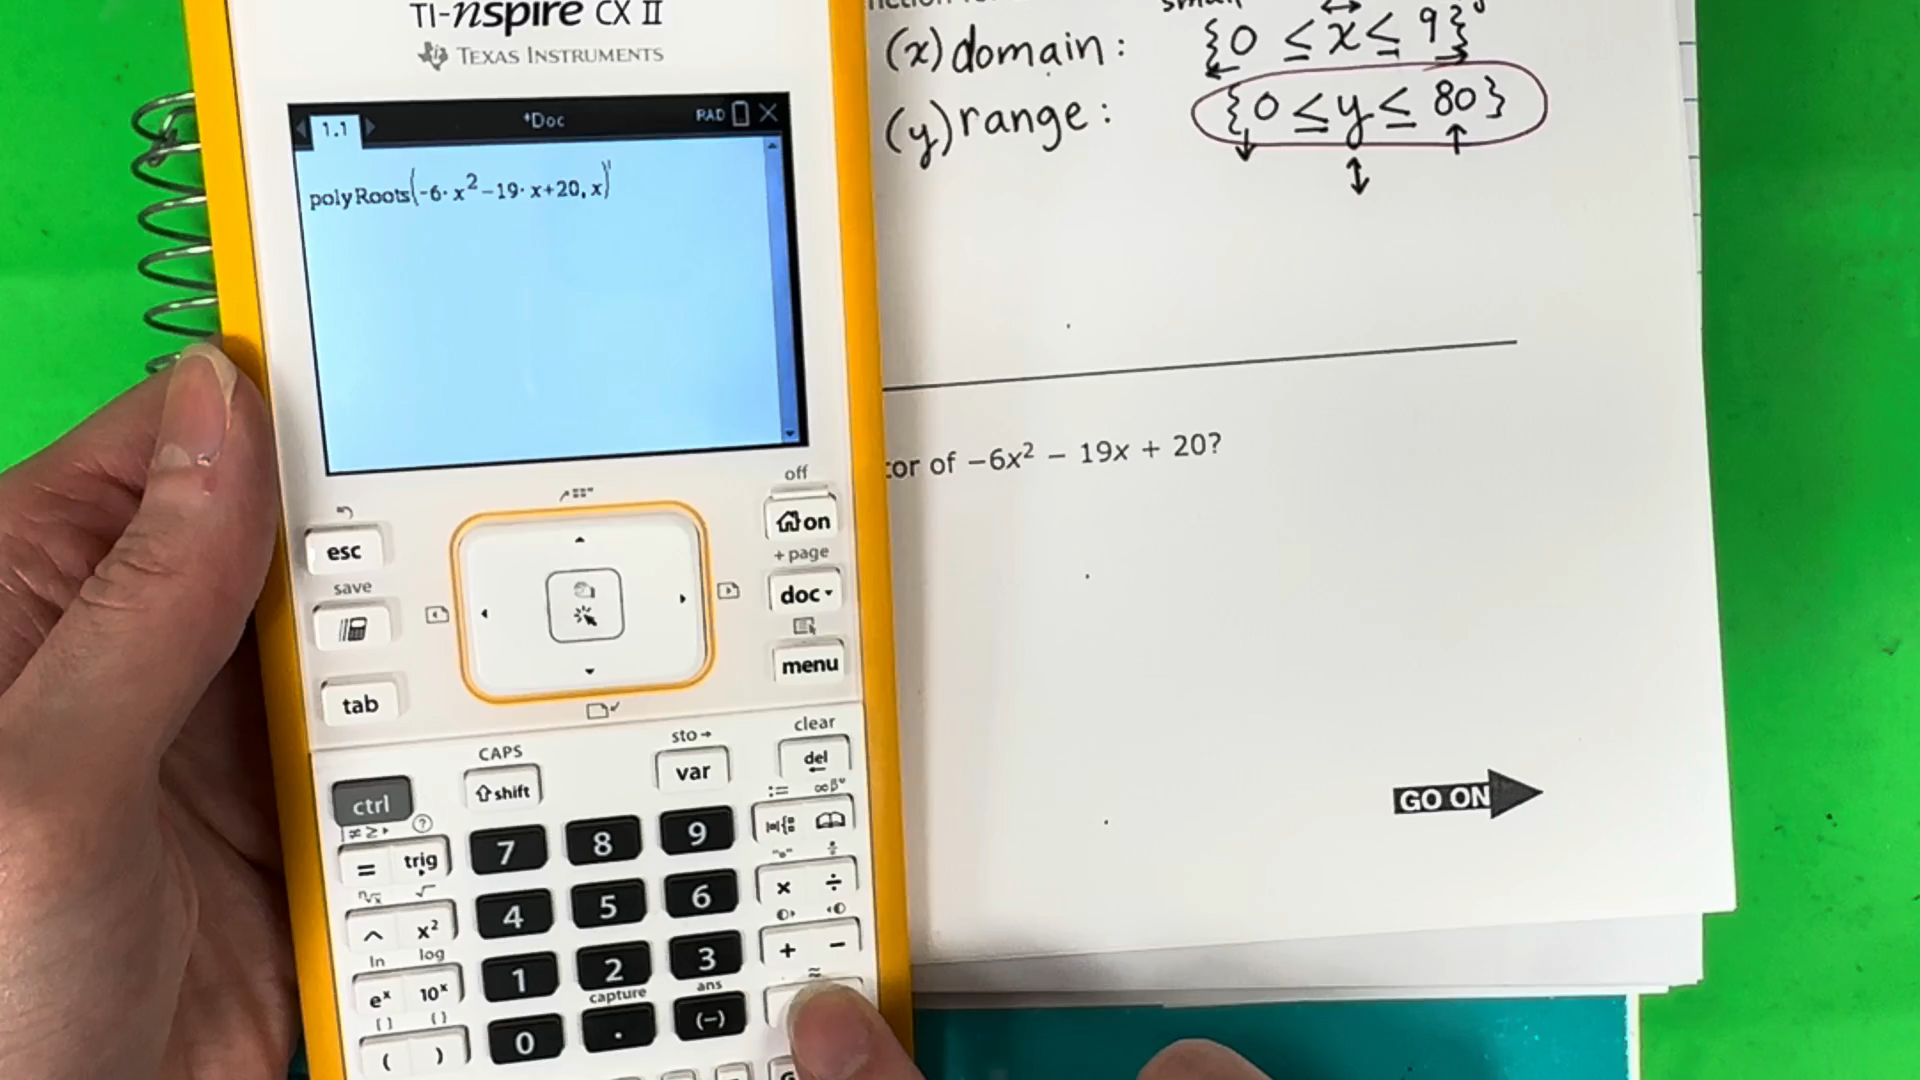 TI-nspire CX II
TEXAS INSTRUMENTS
1.1
*Doc
RAD
polyRoots(-6·x²-19·x+20,x)
(x) domain: {0 ≤ x ≤ 9}
(y) range: {0 ≤ y ≤ 80}
of −6x² − 19x + 20?
GO ON
off
esc
on
+ page
save
doc
menu
tab
clear
CAPS
sto→
del
ctrl
shift
var
:=
∞β°
= trig
7 8 9
x ÷
^ x²
4 5 6
+ −
ln log
1 2 3
eˣ 10ˣ
capture
ans
≈
[ ] { }
( )
0 . (−)